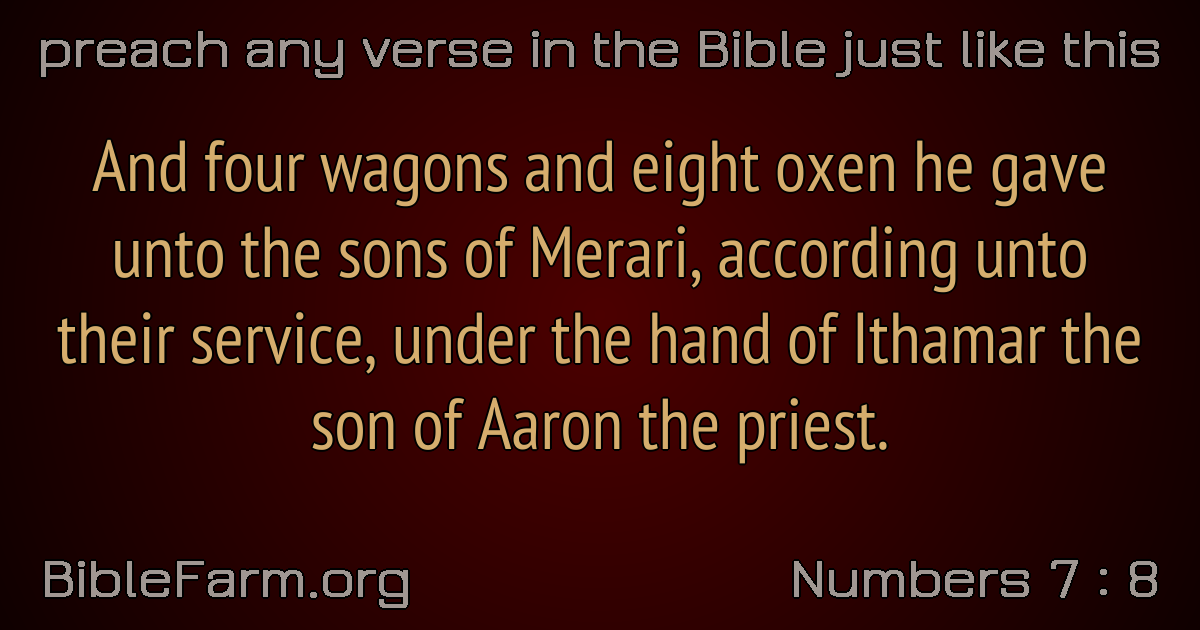 preach any verse in the Bible just like this
And four wagons and eight oxen he gave
unto the sons of Merari, according unto
their service, under the hand of Ithamar the
son of Aaron the priest.
BibleFarm.org
Numbers 7 : 8